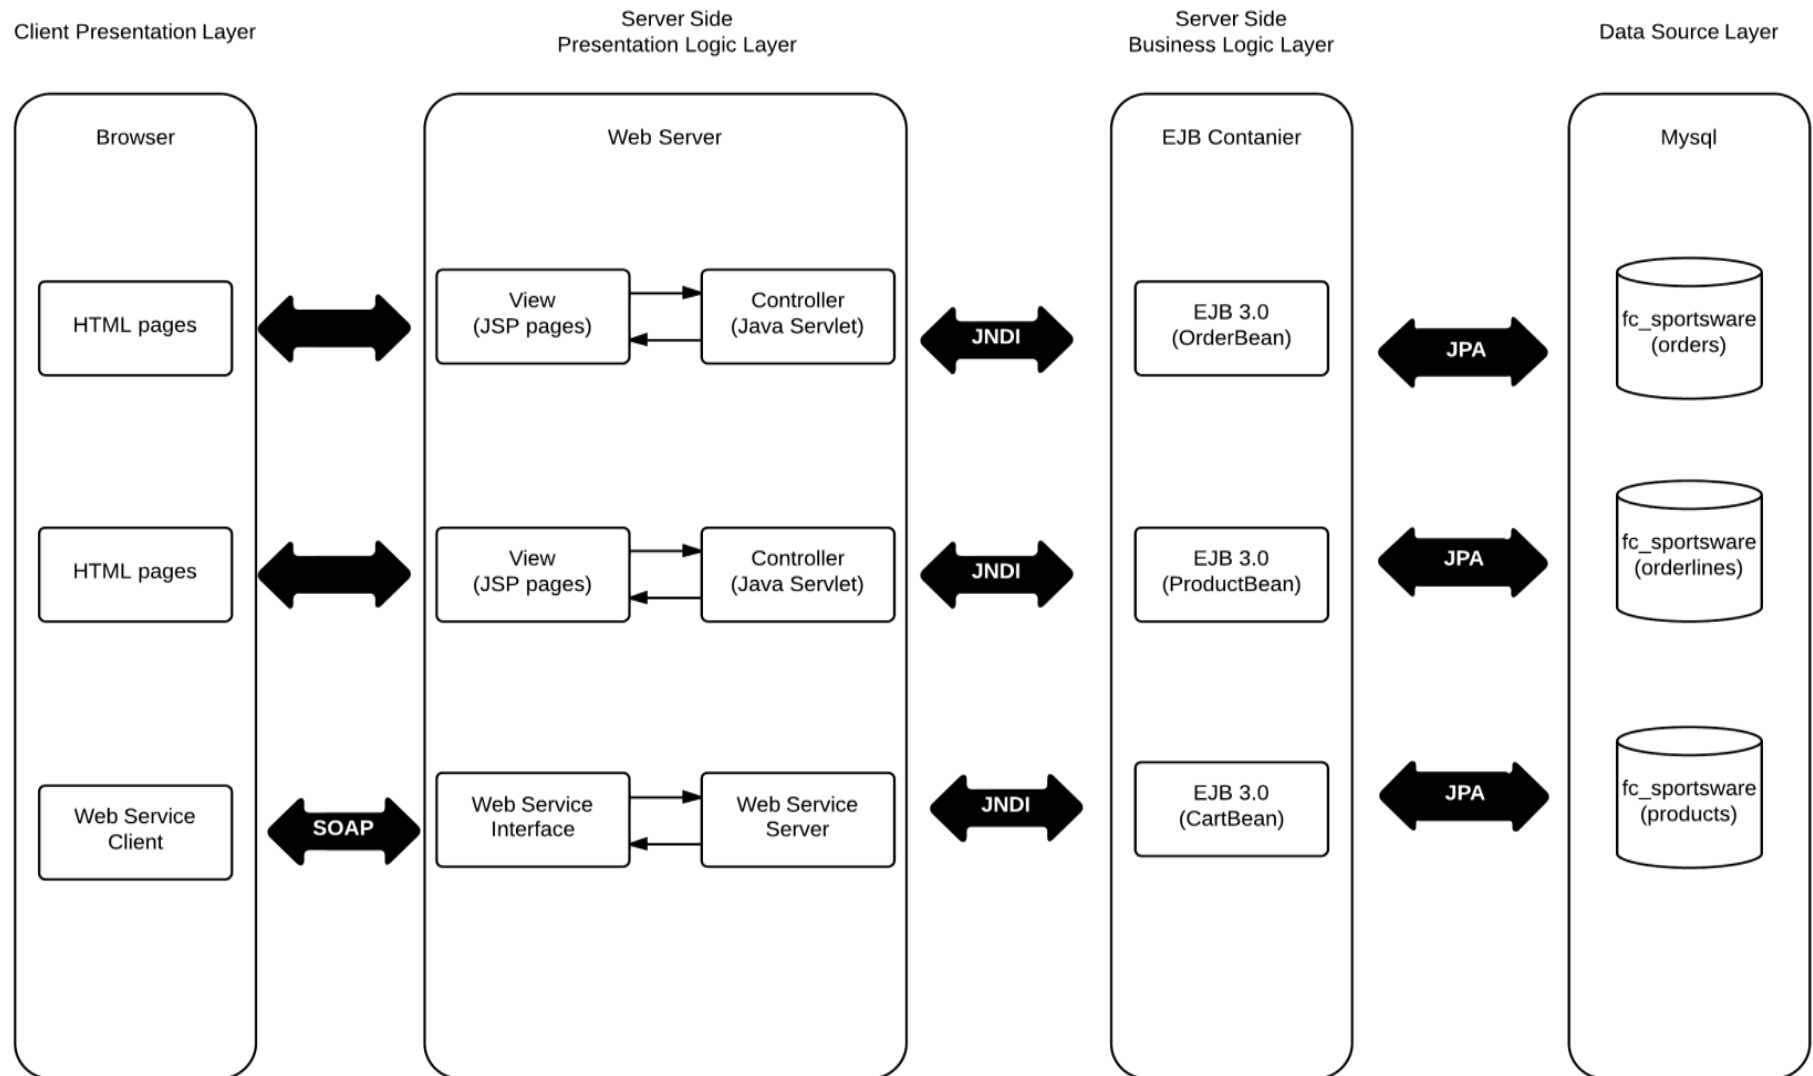 Client Presentation Layer
Server Side
Presentation Logic Layer
Server Side
Business Logic Layer
Data Source Layer
Browser
Web Server
EJB Contanier
Mysql
HTML pages
View
(JSP pages)
Controller
(Java Servlet)
JNDI
EJB 3.0
(OrderBean)
JPA
fc_sportsware
(orders)
HTML pages
View
(JSP pages)
Controller
(Java Servlet)
JNDI
EJB 3.0
(ProductBean)
JPA
fc_sportsware
(orderlines)
Web Service
Client
SOAP
Web Service
Interface
Web Service
Server
JNDI
EJB 3.0
(CartBean)
JPA
fc_sportsware
(products)